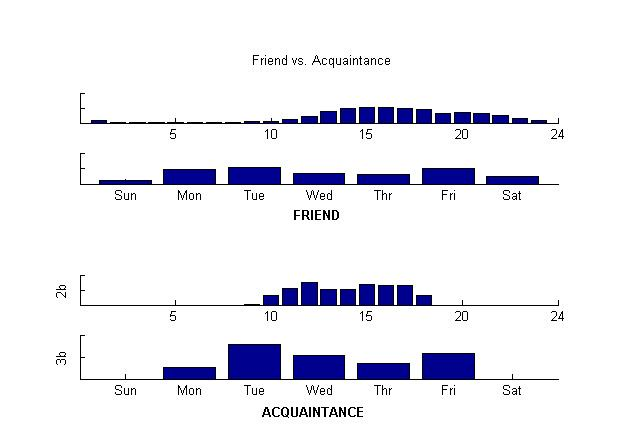 Friend vs. Acquaintance
5 10 15 20 24
Sun Mon Tue Wed Thr Fri Sat
FRIEND
2b
5 10 15 20 24
3b
Sun Mon Tue Wed Thr Fri Sat
ACQUAINTANCE